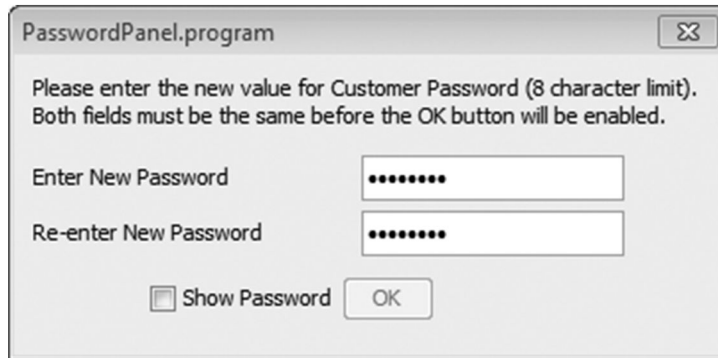 PasswordPanel.program
Please enter the new value for Customer Password (8 character limit).
Both fields must be the same before the OK button will be enabled.
Enter New Password ••••••••
Re-enter New Password ••••••••
Show Password OK